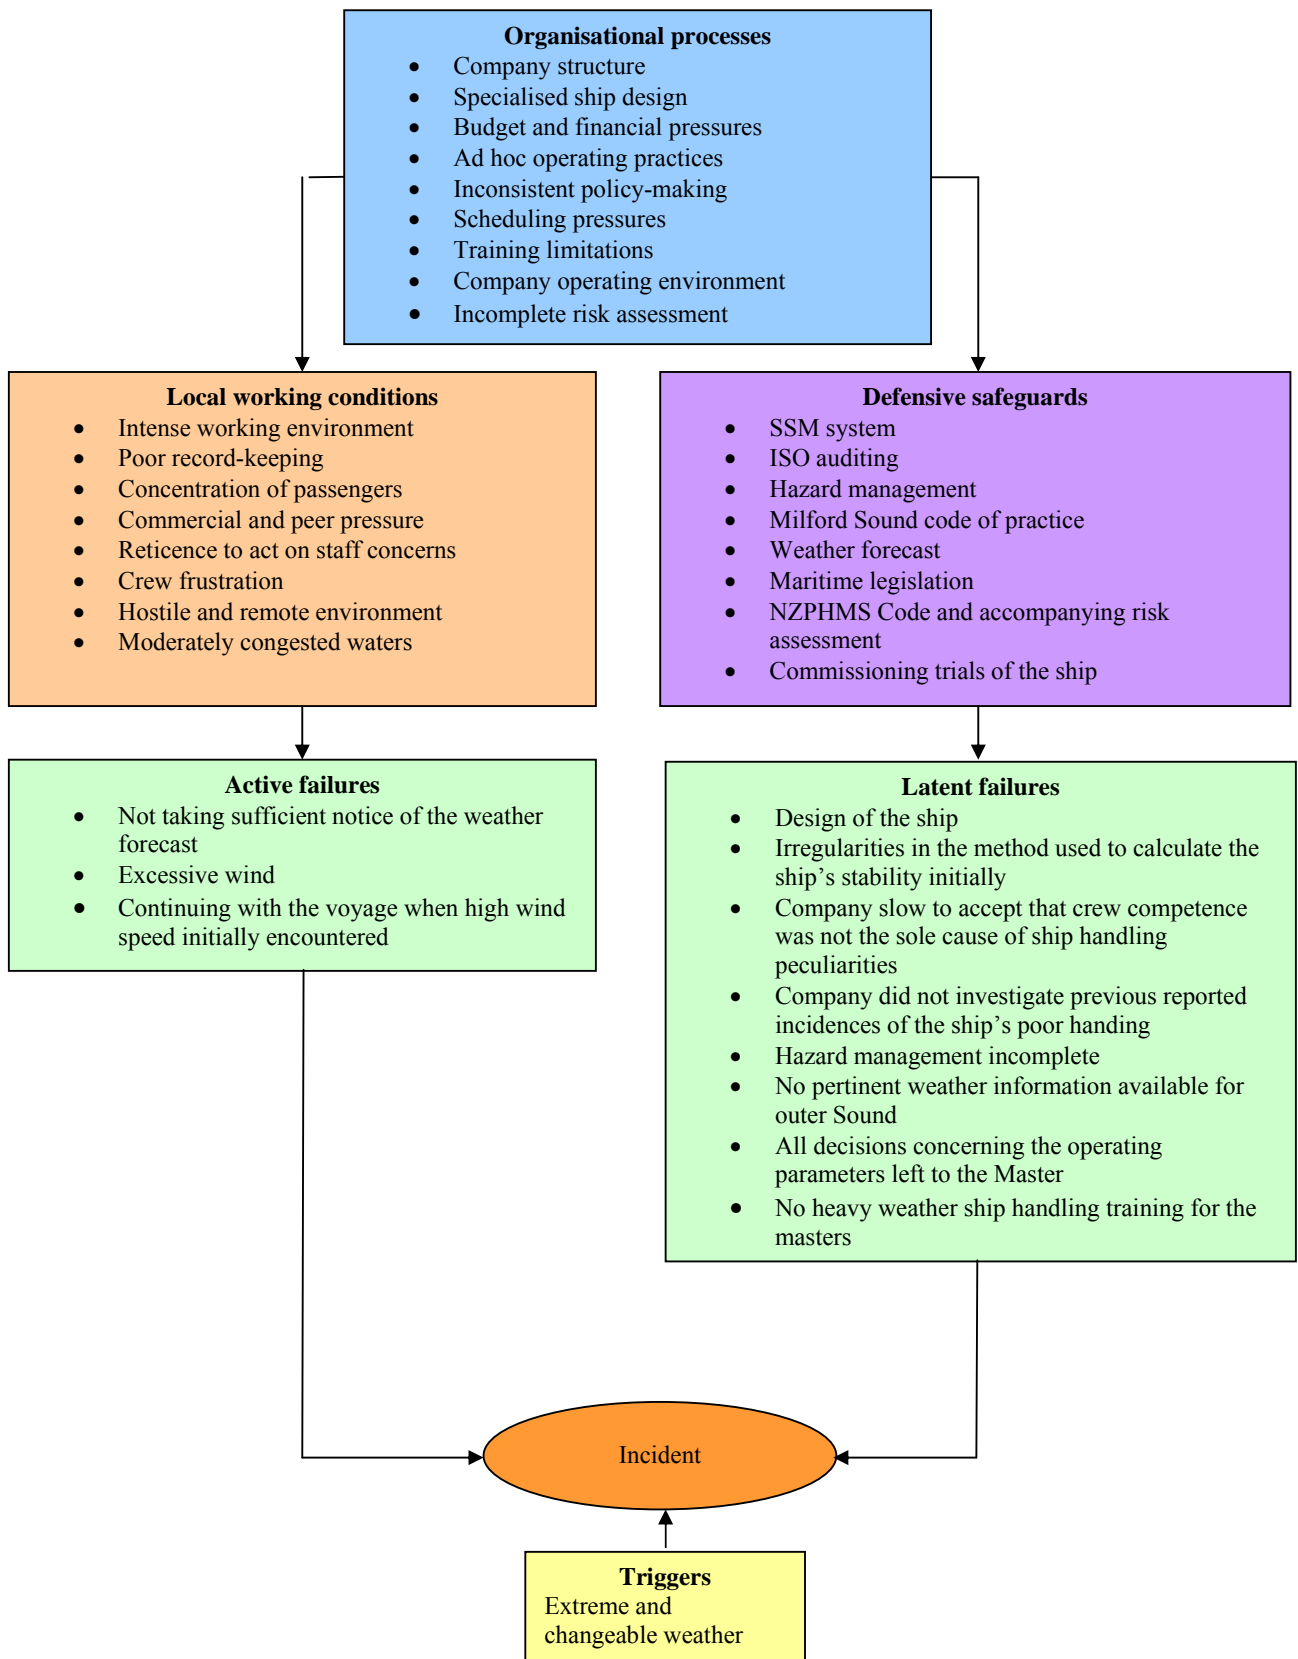 Organisational processes
• Company structure
• Specialised ship design
• Budget and financial pressures
• Ad hoc operating practices
• Inconsistent policy-making
• Scheduling pressures
• Training limitations
• Company operating environment
• Incomplete risk assessment
Local working conditions
• Intense working environment
• Poor record-keeping
• Concentration of passengers
• Commercial and peer pressure
• Reticence to act on staff concerns
• Crew frustration
• Hostile and remote environment
• Moderately congested waters
Defensive safeguards
• SSM system
• ISO auditing
• Hazard management
• Milford Sound code of practice
• Weather forecast
• Maritime legislation
• NZPHMS Code and accompanying risk
assessment
• Commissioning trials of the ship
Active failures
• Not taking sufficient notice of the weather
forecast
• Excessive wind
• Continuing with the voyage when high wind
speed initially encountered
Latent failures
• Design of the ship
• Irregularities in the method used to calculate the
ship’s stability initially
• Company slow to accept that crew competence
was not the sole cause of ship handling
peculiarities
• Company did not investigate previous reported
incidences of the ship’s poor handing
• Hazard management incomplete
• No pertinent weather information available for
outer Sound
• All decisions concerning the operating
parameters left to the Master
• No heavy weather ship handling training for the
masters
Incident
Triggers
Extreme and
changeable weather